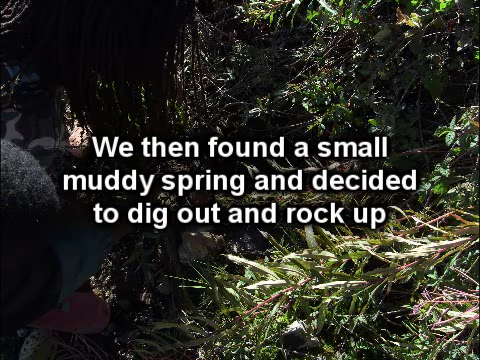 We then found a small
muddy spring and decided
to dig out and rock up